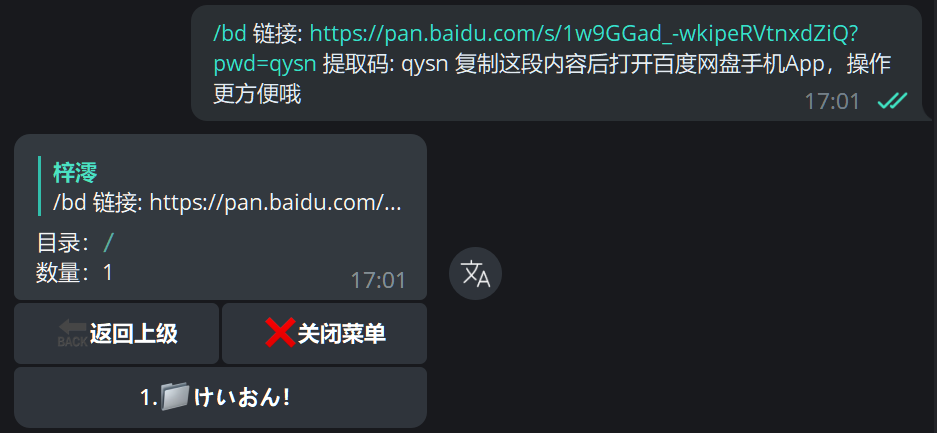 /bd 链接: https://pan.baidu.com/s/1w9GGad_-wkipeRVtnxdZiQ?
pwd=qysn 提取码: qysn 复制这段内容后打开百度网盘手机App，操作
更方便哦
17:01
梓澪
/bd 链接: https://pan.baidu.com/...
目录： /
数量：1
17:01
文A
BACK 返回上级
❌关闭菜单
1.📁けいおん！